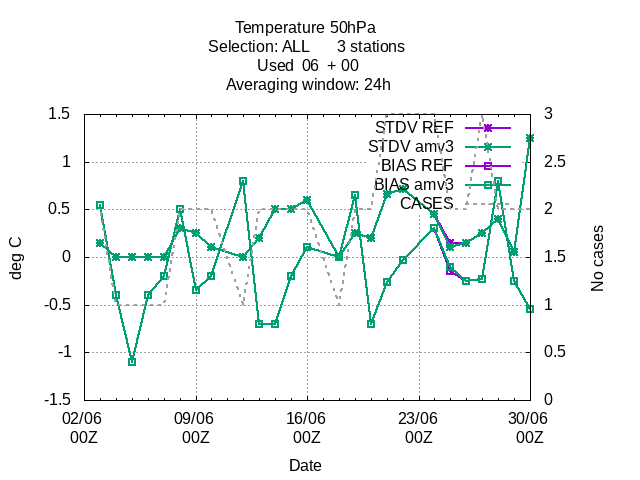 Temperature 50hPa
Selection: ALL      3 stations
Used  06  + 00
Averaging window: 24h
1.5
1
0.5
0
-0.5
-1
-1.5
deg C
3
2.5
2
1.5
1
0.5
0
No cases
STDV REF
STDV amv3
BIAS REF
BIAS amv3
CASES
02/06 09/06 16/06 23/06 30/06
00Z 00Z 00Z 00Z 00Z
Date